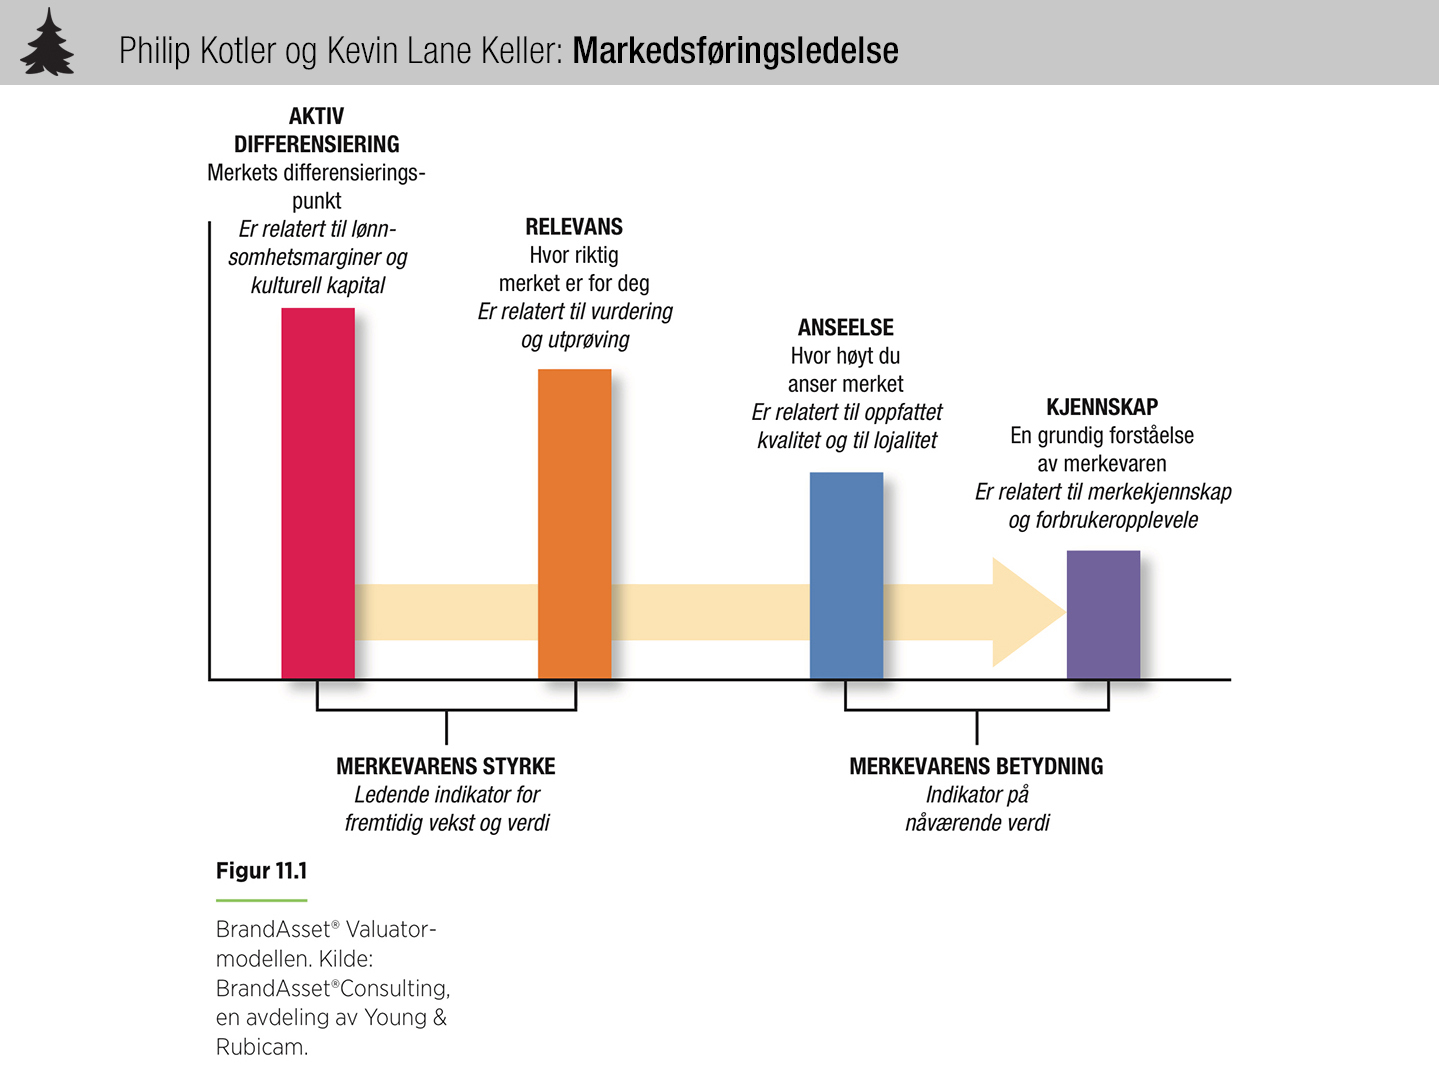 Philip Kotler og Kevin Lane Keller: Markedsføringsledelse
AKTIV
DIFFERENSIERING
Merkets differensierings-
punkt
Er relatert til lønn-
somhetsmarginer og
kulturell kapital
RELEVANS
Hvor riktig
merket er for deg
Er relatert til vurdering
og utprøving
ANSEELSE
Hvor høyt du
anser merket
Er relatert til oppfattet
kvalitet og til lojalitet
KJENNSKAP
En grundig forståelse
av merkevaren
Er relatert til merkekjennskap
og forbrukeropplevele
MERKEVARENS STYRKE
Ledende indikator for
fremtidig vekst og verdi
MERKEVARENS BETYDNING
Indikator på
nåværende verdi
Figur 11.1
BrandAsset® Valuator-
modellen. Kilde:
BrandAsset®Consulting,
en avdeling av Young &
Rubicam.